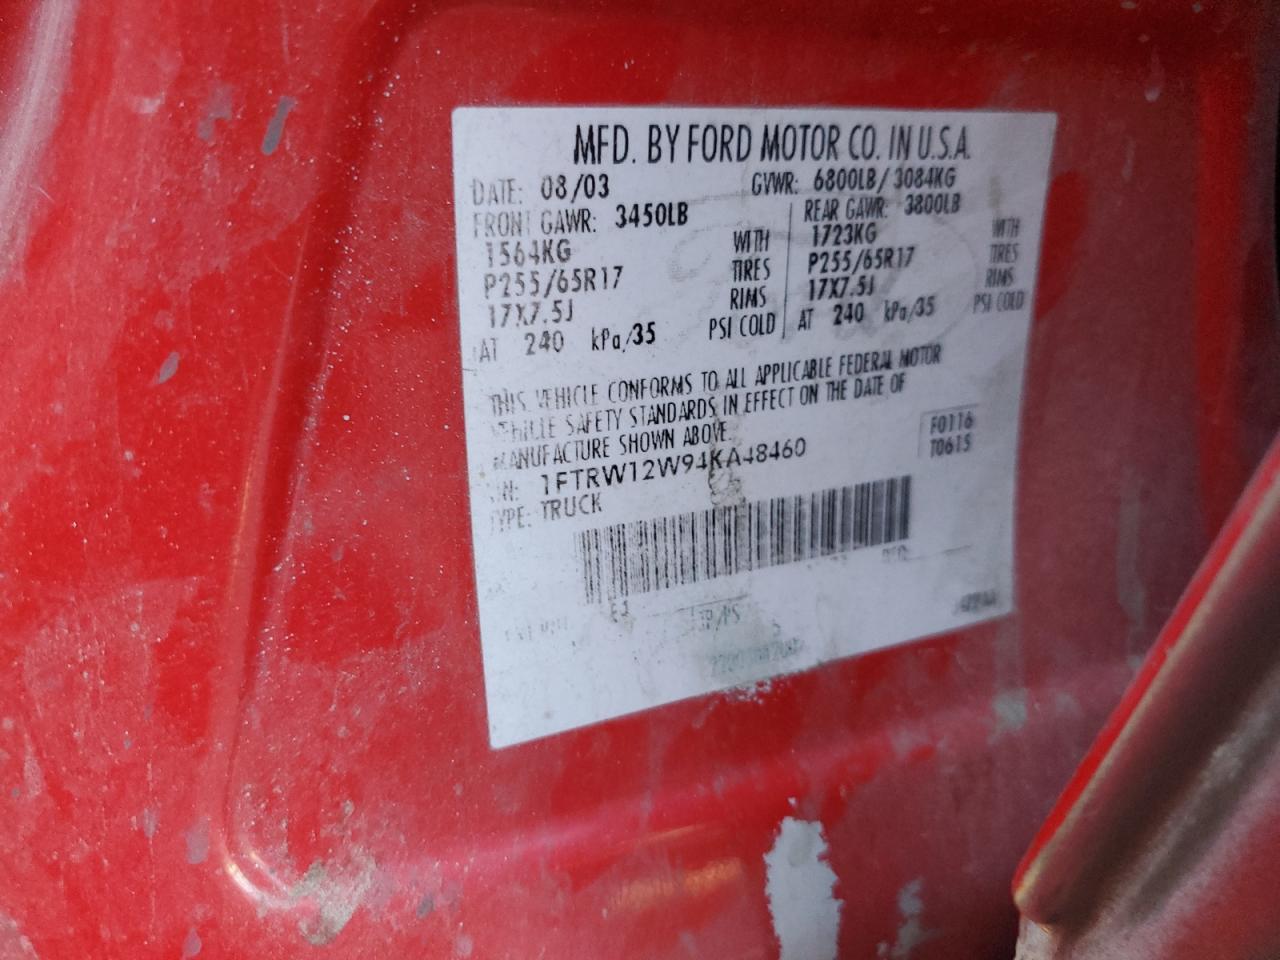 MFD. BY FORD MOTOR CO. IN U.S.A.
DATE: 08/03 GVWR: 6800LB/3084KG
FRONT GAWR: 3450LB REAR GAWR: 3800LB
1564KG WITH 1723KG WITH
P255/65R17 TIRES P255/65R17 TIRES
17X7.5J RIMS 17X7.5J RIMS
AT 240 kPa/35 PSI COLD AT 240 kPa/35 PSI COLD
THIS VEHICLE CONFORMS TO ALL APPLICABLE FEDERAL MOTOR
VEHICLE SAFETY STANDARDS IN EFFECT ON THE DATE OF
MANUFACTURE SHOWN ABOVE.
F0116
T0615
VIN: 1FTRW12W94KA48460
TYPE: TRUCK